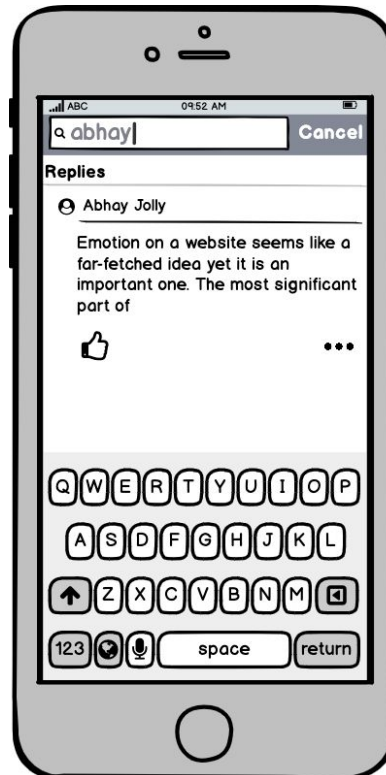 ABC 09:52 AM
abhay Cancel
Replies
Abhay Jolly
Emotion on a website seems like a
far-fetched idea yet it is an
important one. The most significant
part of
Q W E R T Y U I O P
A S D F G H J K L
Z X C V B N M
123 space return